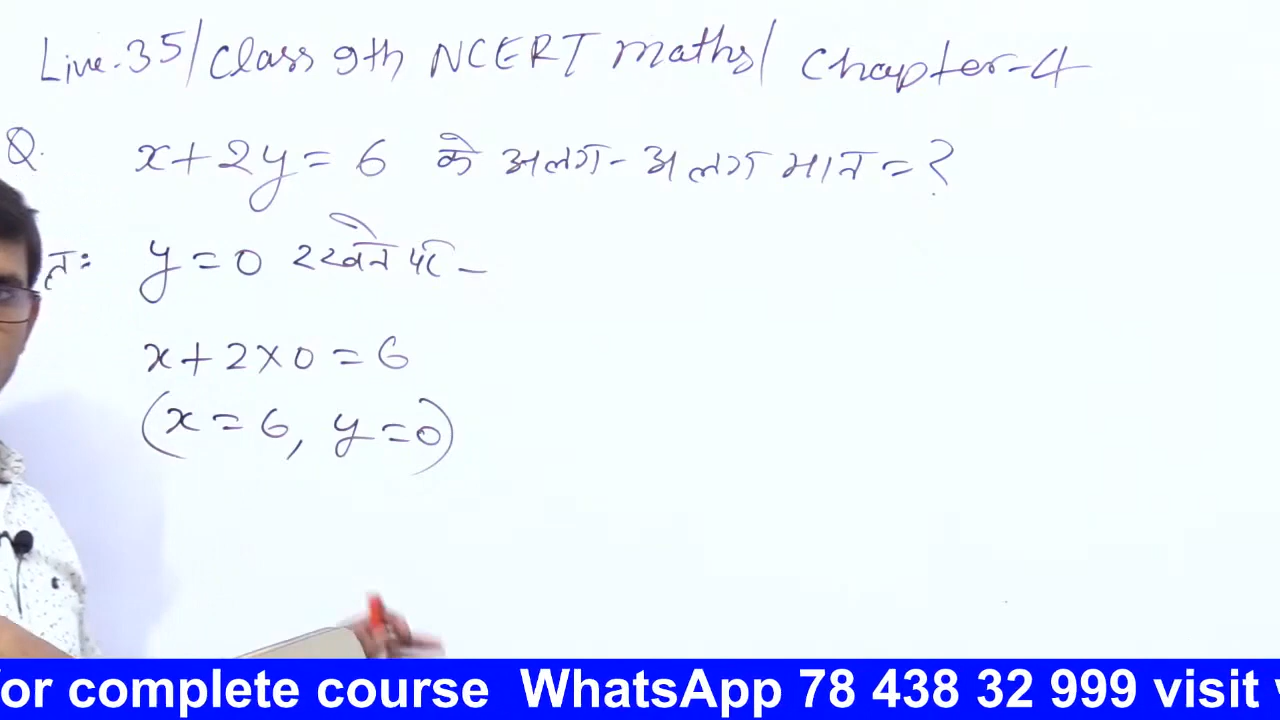 Live-35/Class 9th NCERT maths/ Chapter-4
Q. x+2y=6 के अलग-अलग मान=?
y=0 रखने पर -
x+2×0=6
(x=6, y=0)
for complete course WhatsApp 78 438 32 999 visit